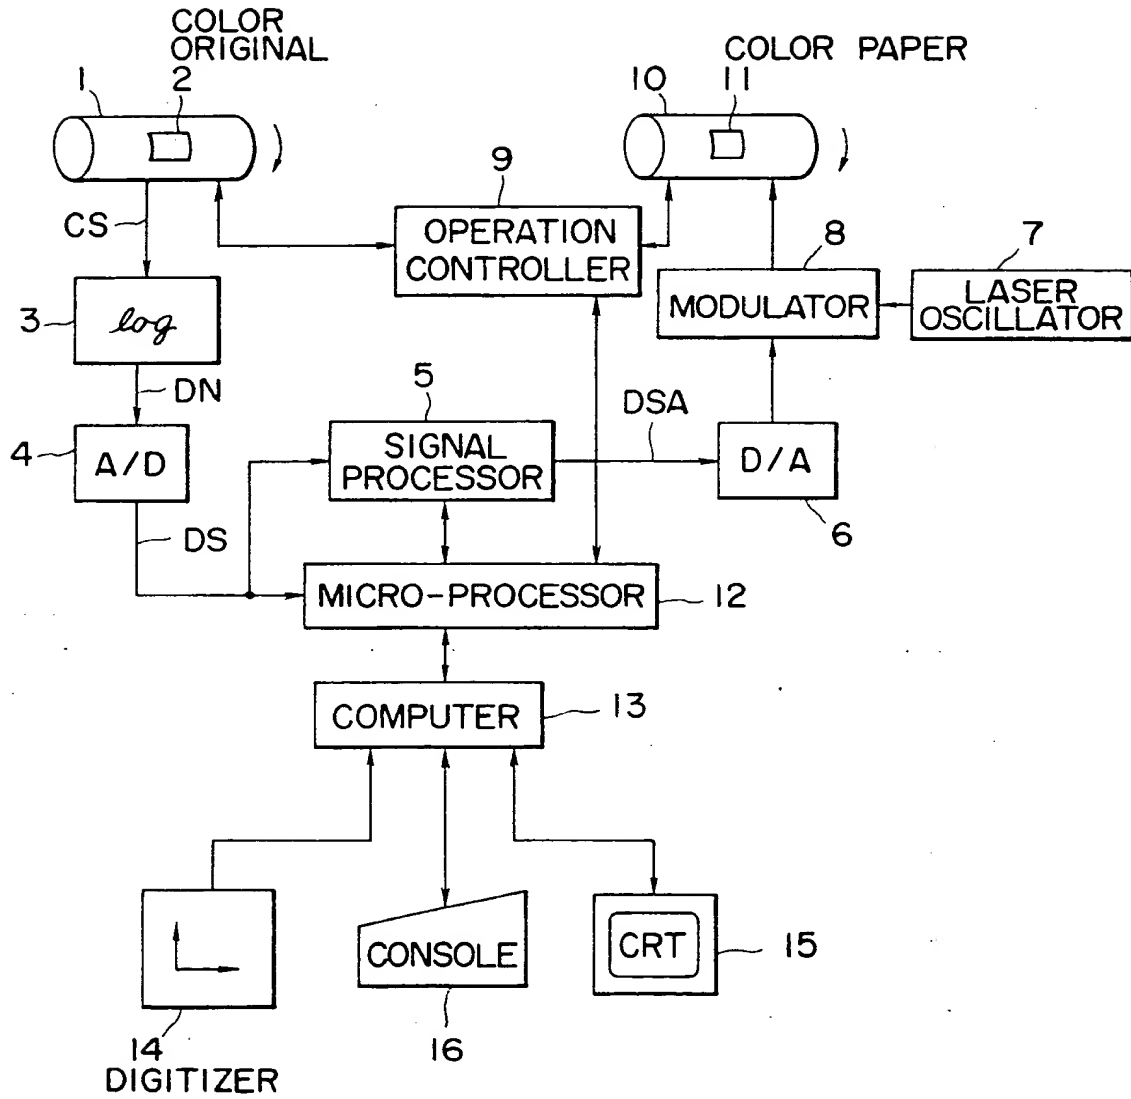 COLOR
ORIGINAL
COLOR PAPER
1
2
10
11
9
CS
OPERATION
CONTROLLER
8
7
3
log
MODULATOR
LASER
OSCILLATOR
DN
5
DSA
4
A/D
SIGNAL
PROCESSOR
D/A
DS
6
MICRO-PROCESSOR
12
COMPUTER
13
CONSOLE
CRT
15
14
16
DIGITIZER